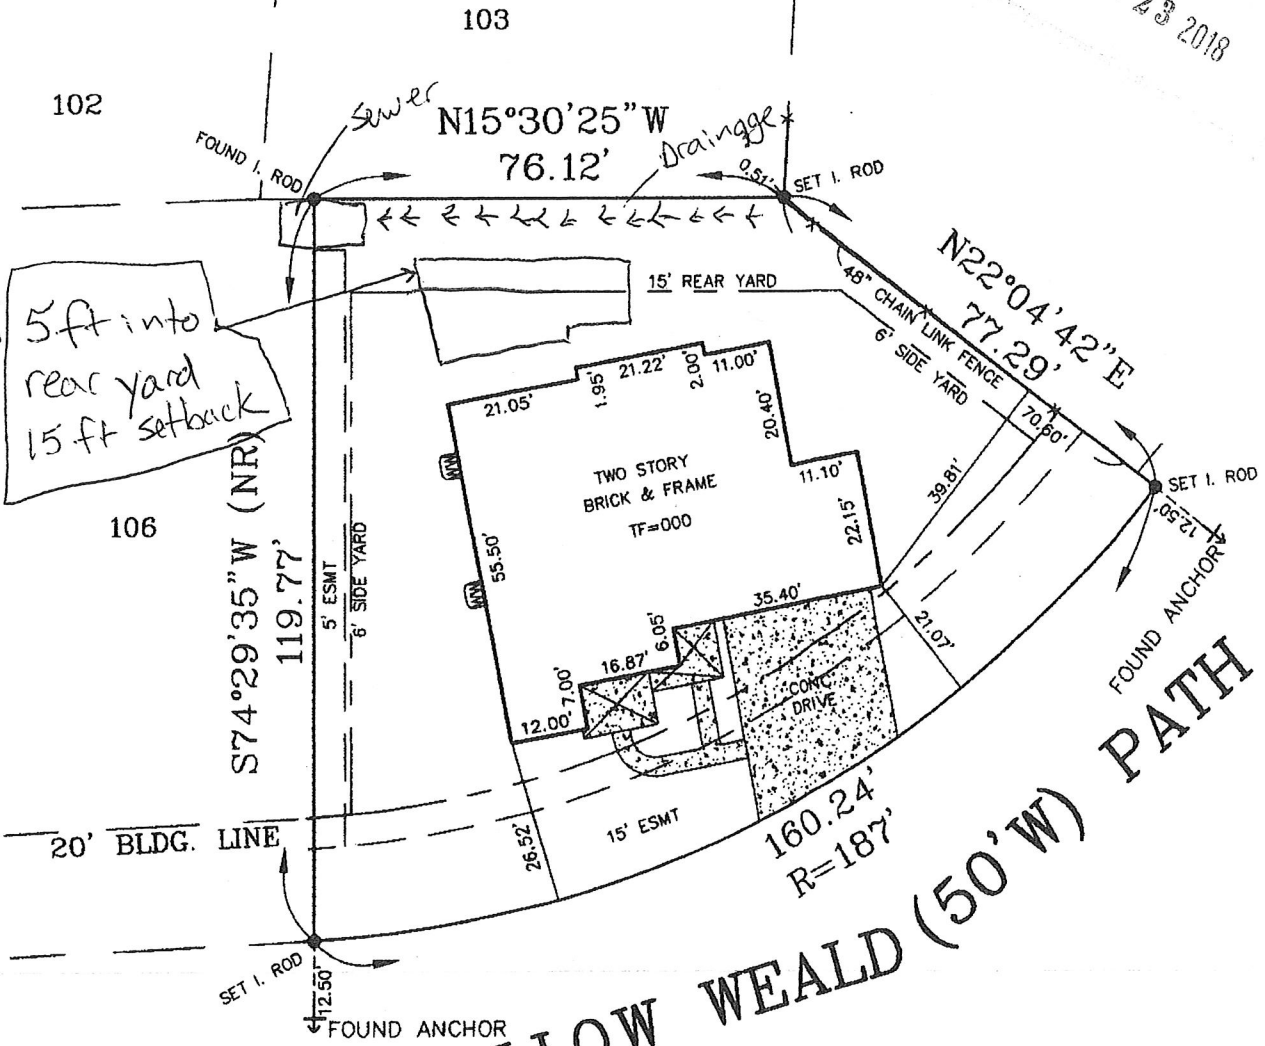 103
23 2018
102
Sewer
N15°30'25"W
76.12'
Drainage
FOUND I. ROD
0.51'
SET I. ROD
5ft into
rear yard
15 ft setback
15' REAR YARD
48" CHAIN LINK FENCE
6' SIDE YARD
N22°04'42"E
77.29'
21.05'
1.95'
21.22'
2.00'
11.00'
20.40'
11.10'
22.15'
TWO STORY
BRICK & FRAME
TF=000
39.81'
70.60'
SET I. ROD
12.50'
FOUND ANCHOR
106
S74°29'35"W (NR)
119.77'
5' ESMT
6' SIDE YARD
WW
55.50'
WW
35.40'
6.05'
16.87'
7.00'
12.00'
CONC
DRIVE
21.07'
20' BLDG. LINE
26.52'
15' ESMT
160.24'
R=187'
SET I. ROD
12.50'
FOUND ANCHOR
LOW WEALD (50'W) PATH